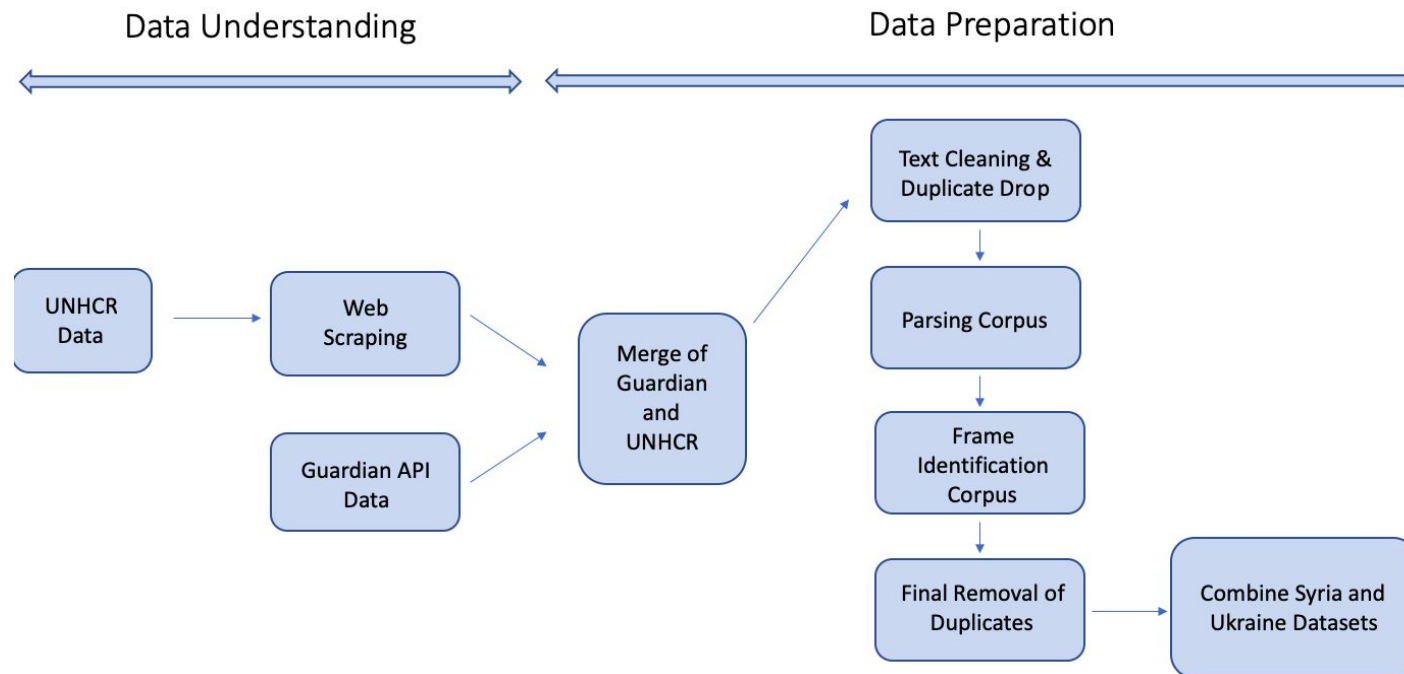 Data Understanding
Data Preparation
Text Cleaning &
Duplicate Drop
UNHCR
Data
Web
Scraping
Parsing Corpus
Merge of
Guardian
and
UNHCR
Guardian API
Data
Frame
Identification
Corpus
Final Removal of
Duplicates
Combine Syria and
Ukraine Datasets